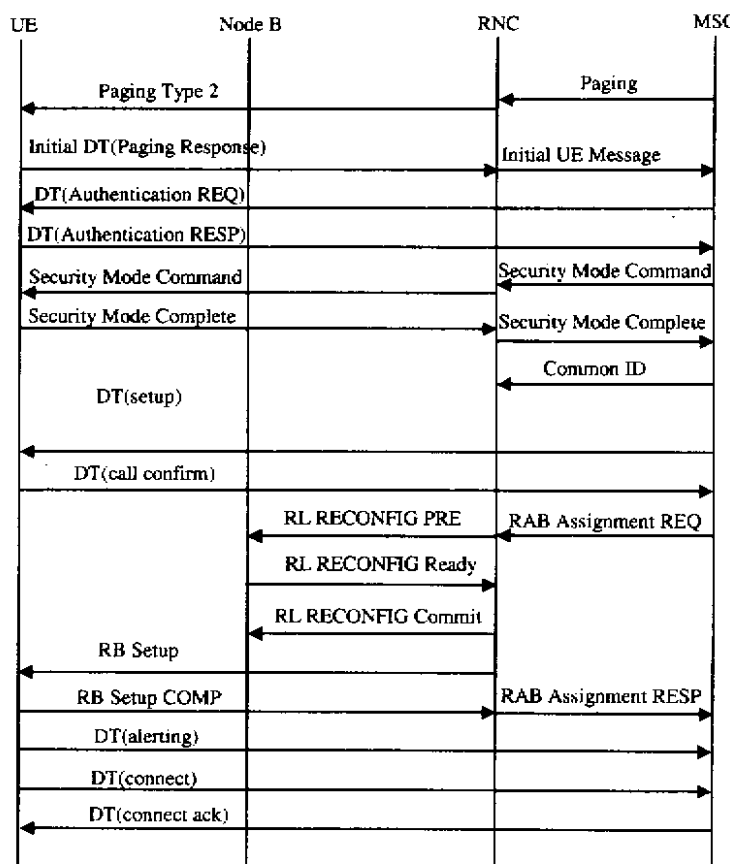 UE Node B RNC MSC
Paging Type 2 Paging
Initial DT(Paging Response) Initial UE Message
DT(Authentication REQ)
DT(Authentication RESP)
Security Mode Command Security Mode Command
Security Mode Complete Security Mode Complete
Common ID
DT(setup)
DT(call confirm)
RL RECONFIG PRE RAB Assignment REQ
RL RECONFIG Ready
RL RECONFIG Commit
RB Setup
RB Setup COMP RAB Assignment RESP
DT(alerting)
DT(connect)
DT(connect ack)